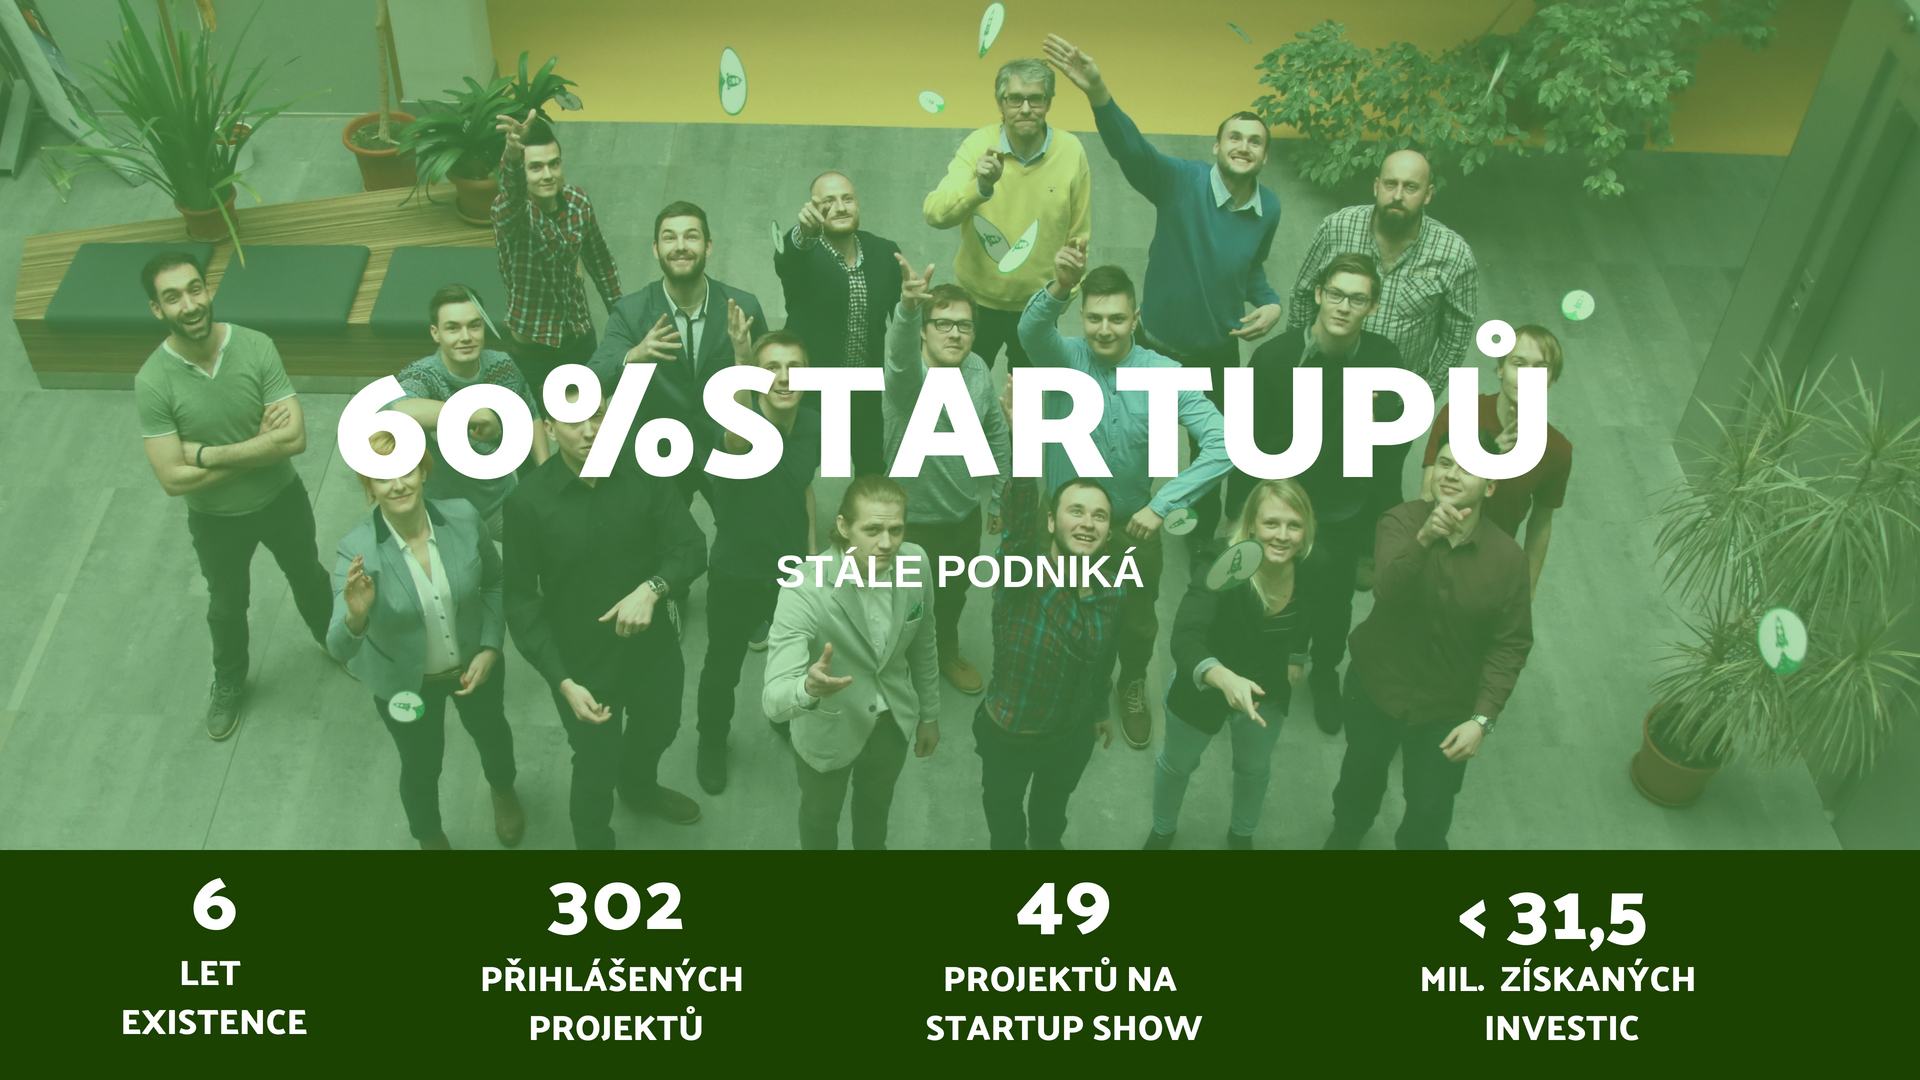 60%STARTUPŮ
STÁLE PODNIKÁ
6
LET
EXISTENCE
302
PŘIHLÁŠENÝCH
PROJEKTŮ
49
PROJEKTŮ NA
STARTUP SHOW
< 31,5
MIL. ZÍSKANÝCH
INVESTIC